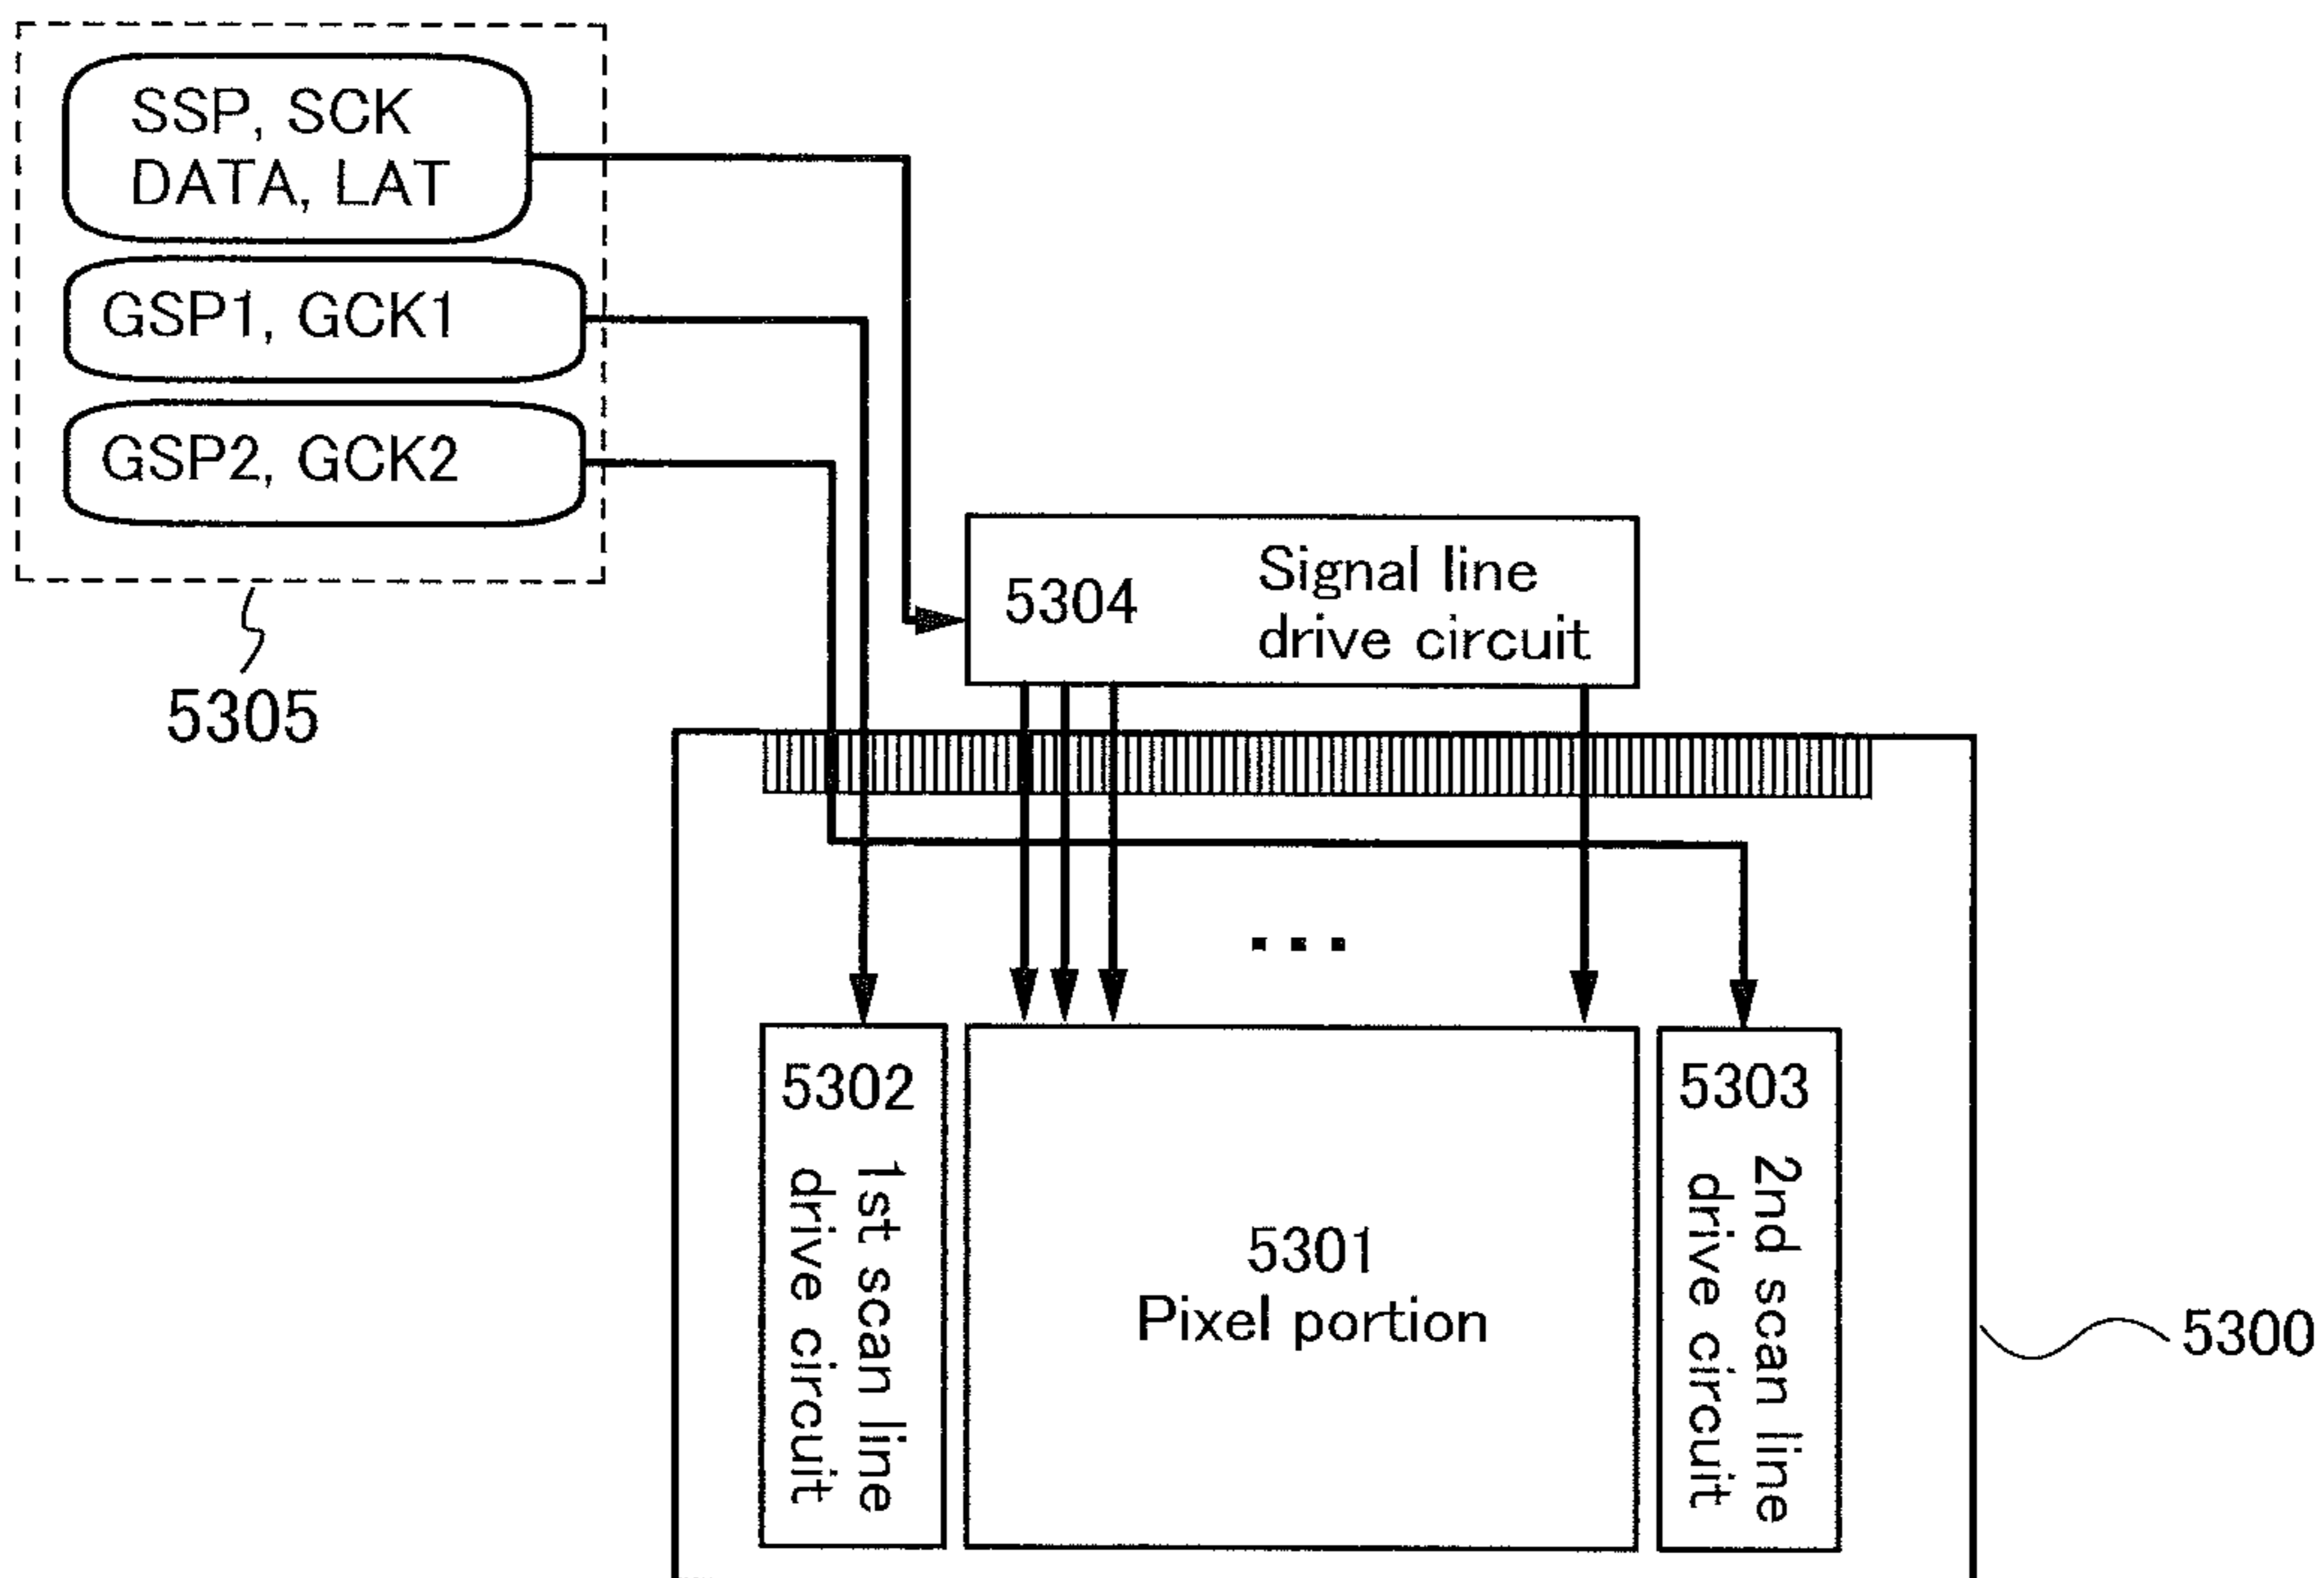 SSP, SCK
DATA, LAT
GSP1, GCK1
GSP2, GCK2
5305
5304
Signal line
drive circuit
5302
1st scan line
drive circuit
5301
Pixel portion
5303
2nd scan line
drive circuit
5300